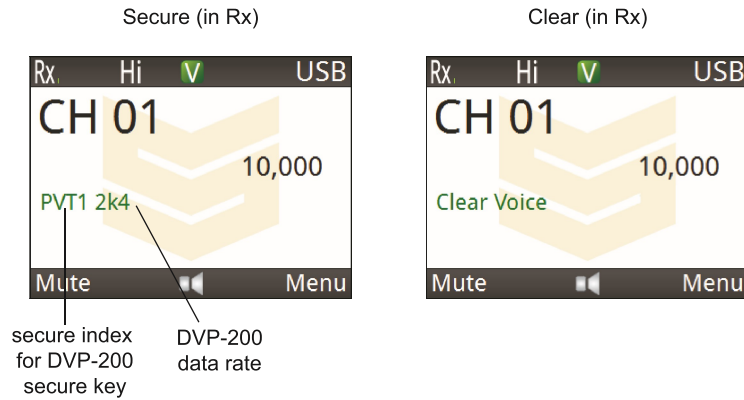 Secure (in Rx)
Rx Hi V USB
CH 01
10,000
PVT1 2k4
Mute Menu
secure index
for DVP-200
secure key
DVP-200
data rate
Clear (in Rx)
Rx Hi V USB
CH 01
10,000
Clear Voice
Mute Menu